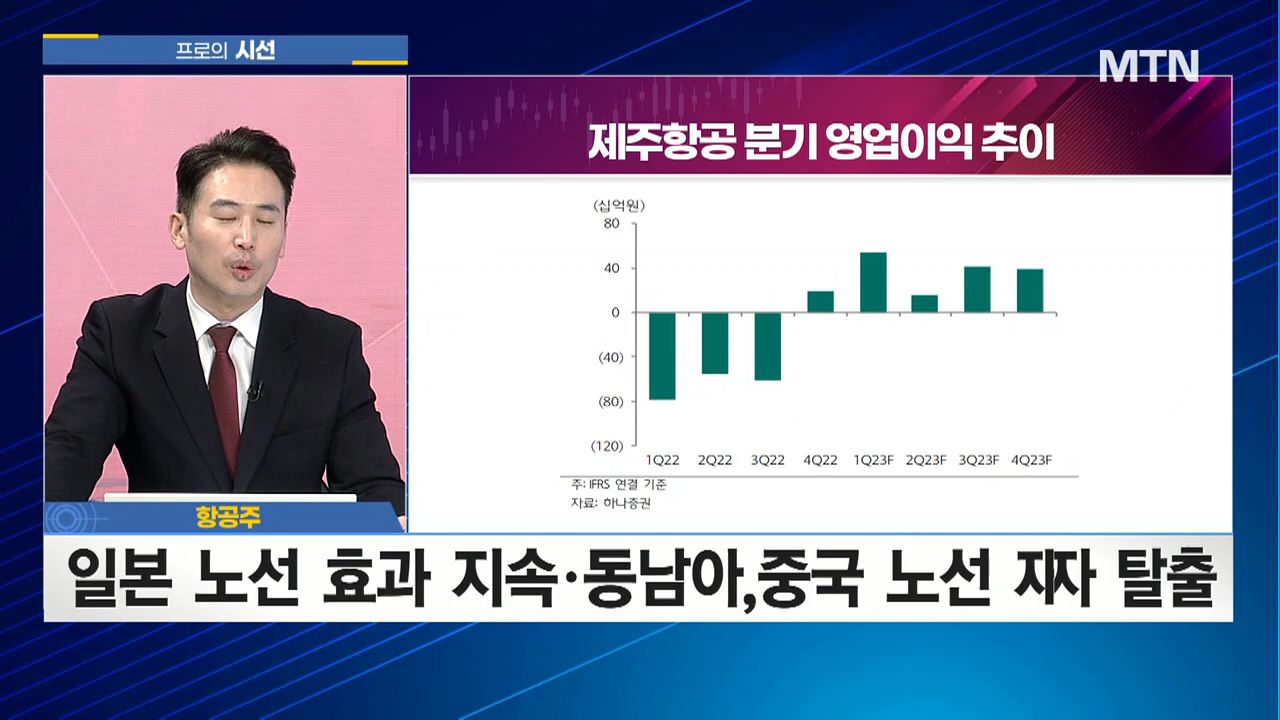 프로의 시선
MTN
제주항공 분기 영업이익 추이
(십억원)
80
40
0
(40)
(80)
(120)
1Q22 2Q22 3Q22 4Q22 1Q23F 2Q23F 3Q23F 4Q23F
주: IFRS 연결 기준
자료: 하나증권
항공주
일본 노선 효과 지속·동남아,중국 노선 탈출